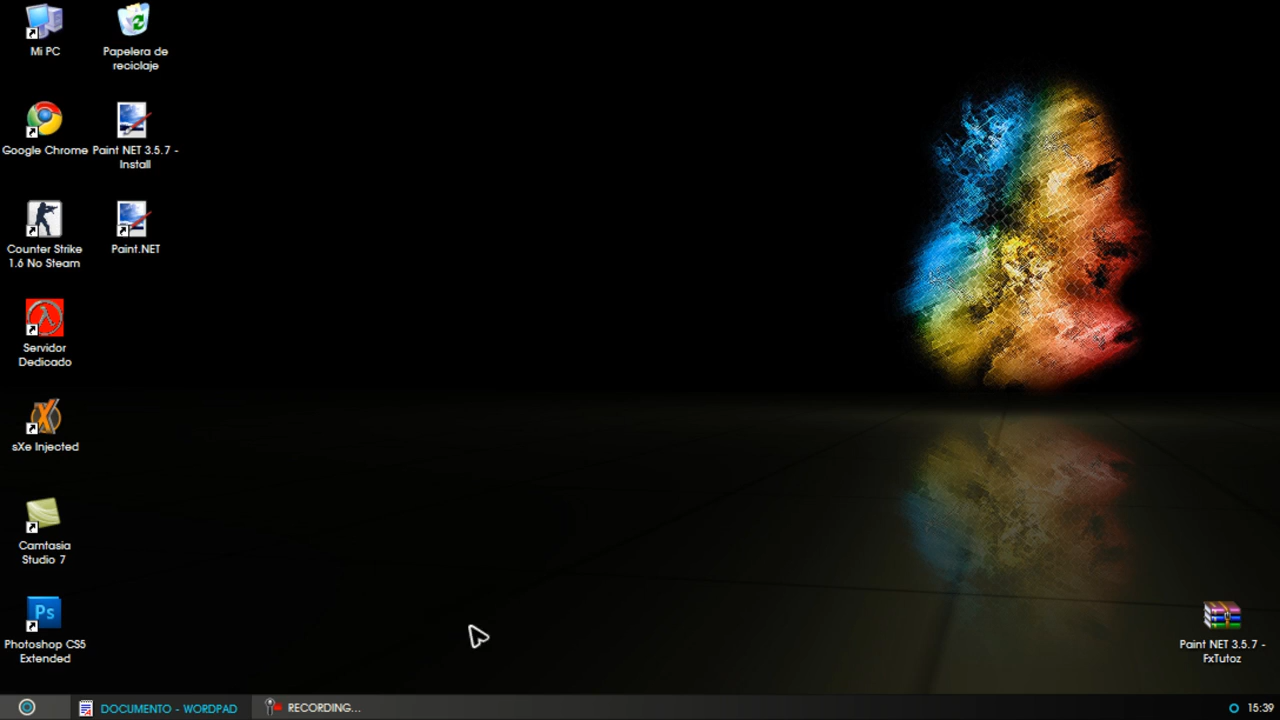 Mi PC
Papelera de
reciclaje
Google Chrome
Paint NET 3.5.7 -
Install
Counter Strike
1.6 No Steam
Paint.NET
Servidor
Dedicado
sXe Injected
Camtasia
Studio 7
Ps
Photoshop CS5
Extended
Paint NET 3.5.7 -
FxTutoz
DOCUMENTO - WORDPAD
RECORDING...
15:39